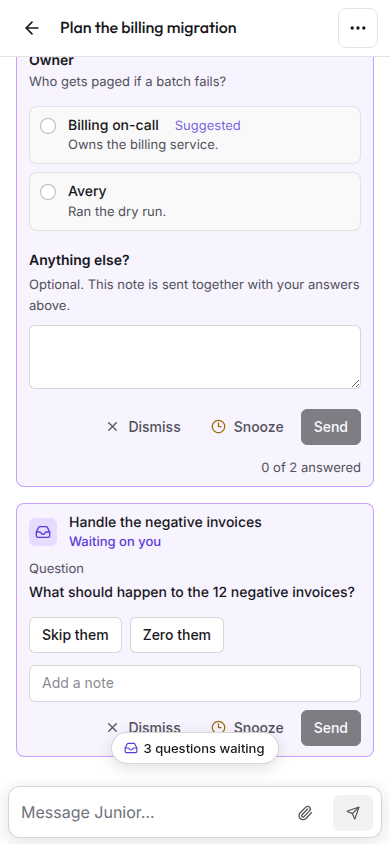 Plan the billing migration
Owner
Who gets paged if a batch fails?
Billing on-call Suggested
Owns the billing service.
Avery
Ran the dry run.
Anything else?
Optional. This note is sent together with your answers
above.
Dismiss Snooze Send
0 of 2 answered
Handle the negative invoices
Waiting on you
Question
What should happen to the 12 negative invoices?
Skip them Zero them
Add a note
Dismiss Snooze Send
3 questions waiting
Message Junior...